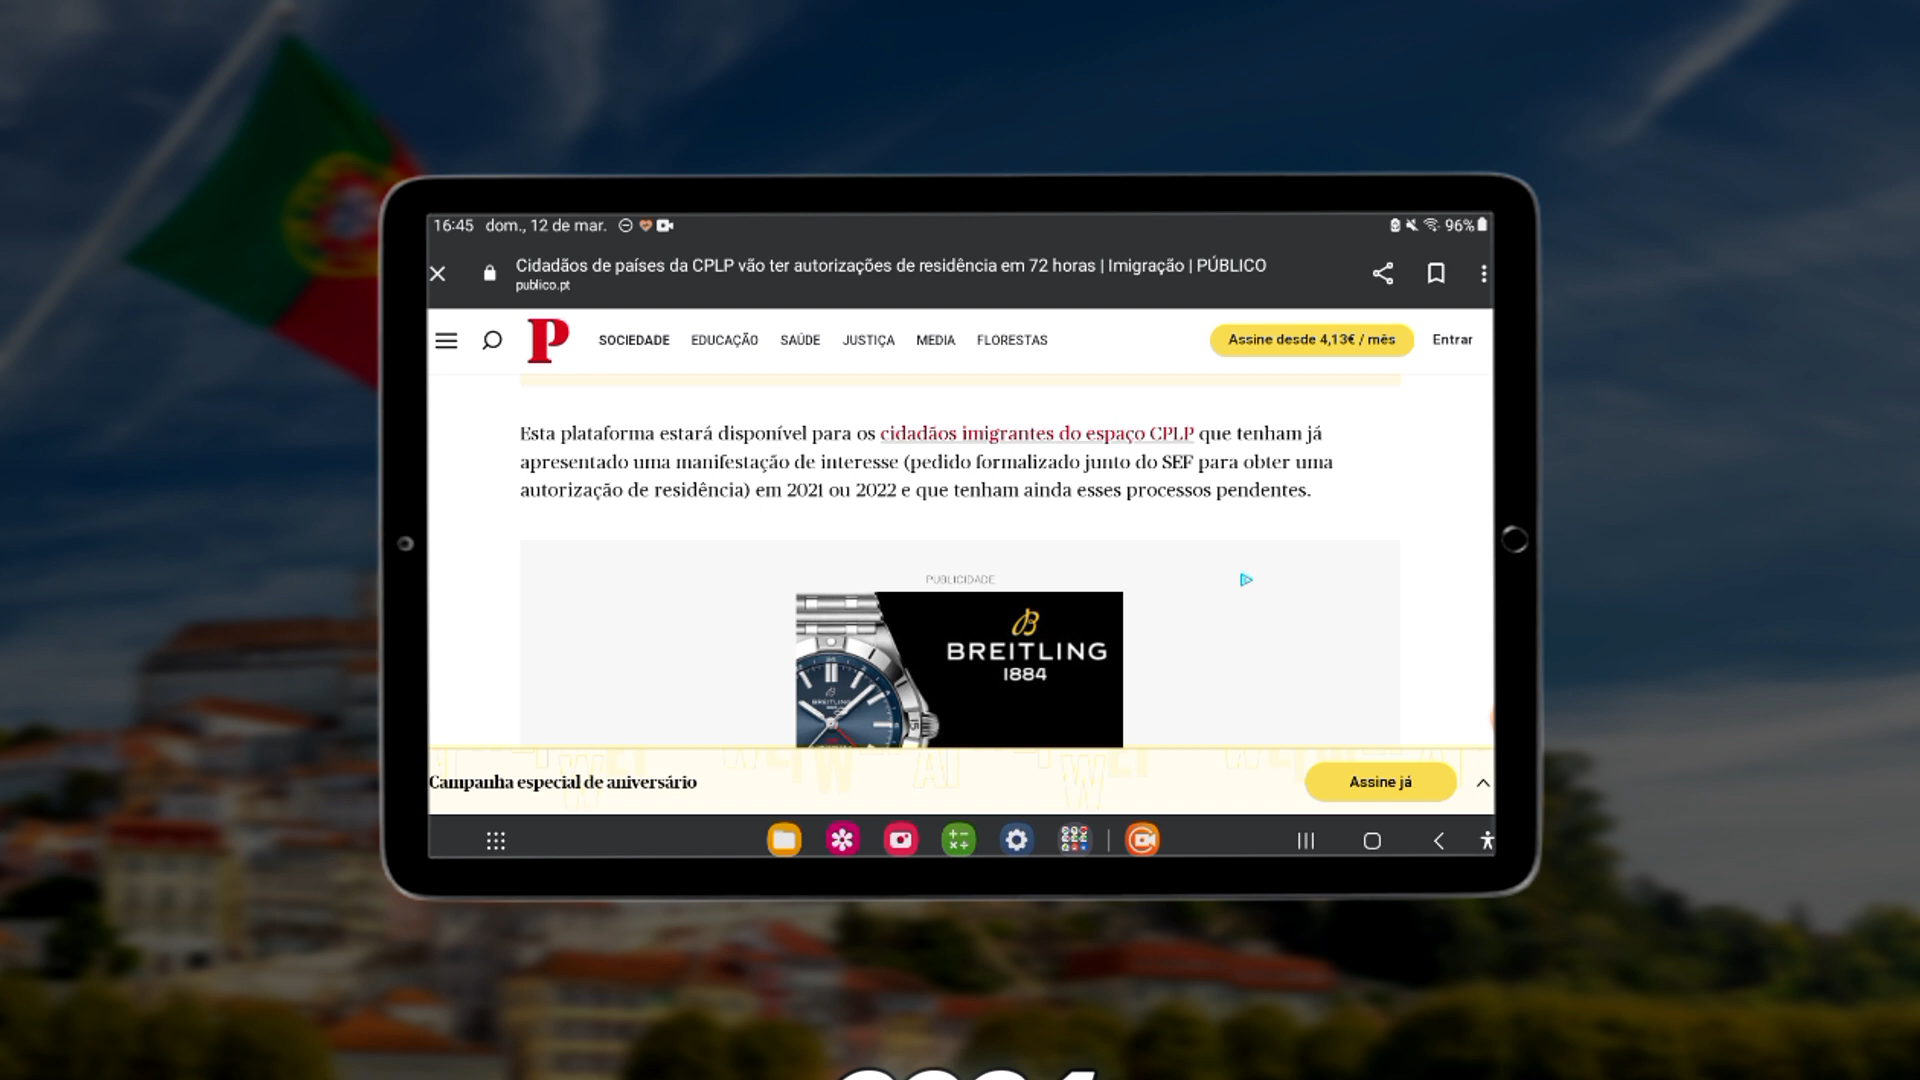 16:45 dom., 12 de mar.
96%
Cidadãos de países da CPLP vão ter autorizações de residência em 72 horas | Imigração | PÚBLICO
publico.pt
P SOCIEDADE EDUCAÇÃO SAÚDE JUSTIÇA MEDIA FLORESTAS Assine desde 4,13€ / mês Entrar
Esta plataforma estará disponível para os cidadãos imigrantes do espaço CPLP que tenham já
apresentado uma manifestação de interesse (pedido formalizado junto do SEF para obter uma
autorização de residência) em 2021 ou 2022 e que tenham ainda esses processos pendentes.
PUBLICIDADE
B
BREITLING
1884
Campanha especial de aniversário
Assine já